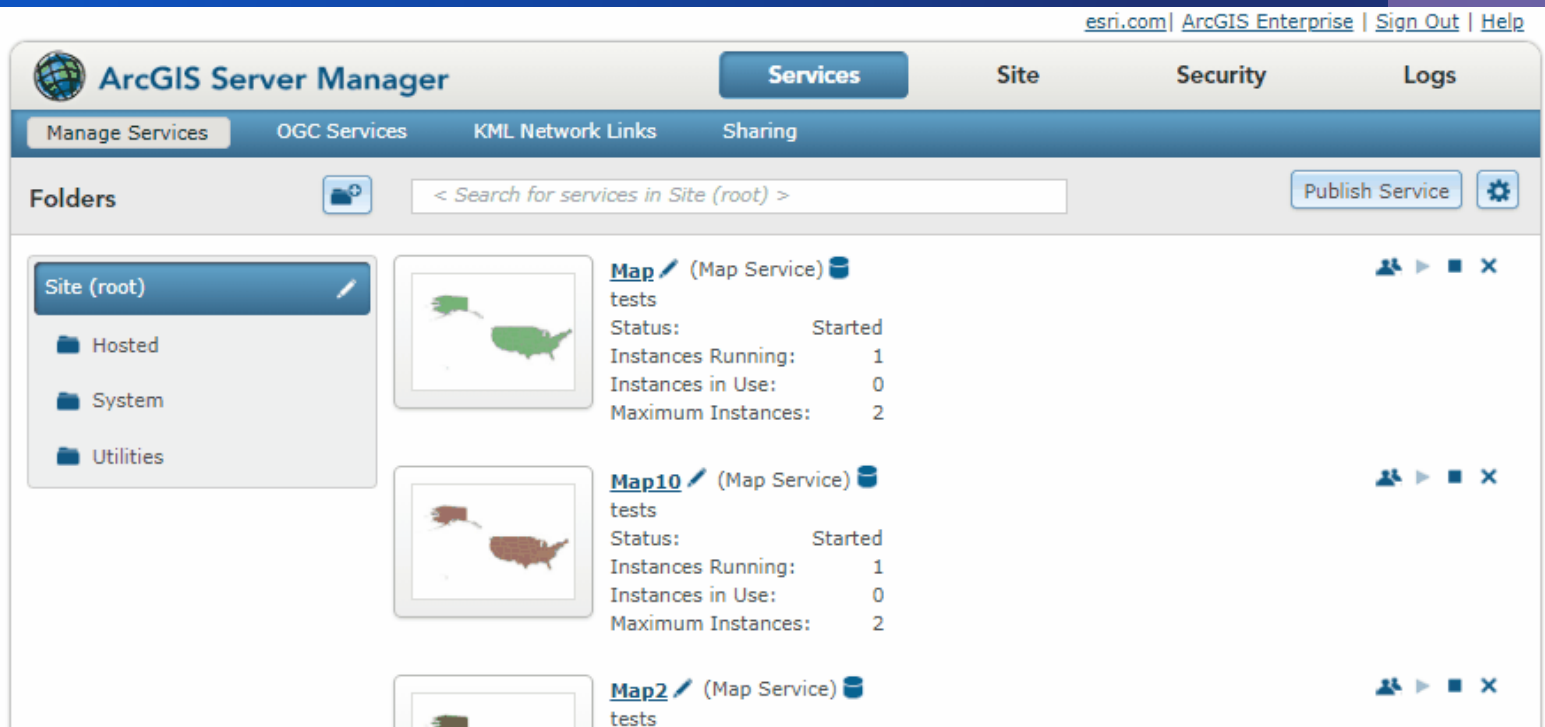 esri.com| ArcGIS Enterprise | Sign Out | Help
ArcGIS Server Manager
Services
Site
Security
Logs
Manage Services
OGC Services
KML Network Links
Sharing
Folders
< Search for services in Site (root) >
Publish Service
Site (root)
Hosted
System
Utilities
Map (Map Service)
tests
Status: Started
Instances Running: 1
Instances in Use: 0
Maximum Instances: 2
Map10 (Map Service)
tests
Status: Started
Instances Running: 1
Instances in Use: 0
Maximum Instances: 2
Map2 (Map Service)
tests